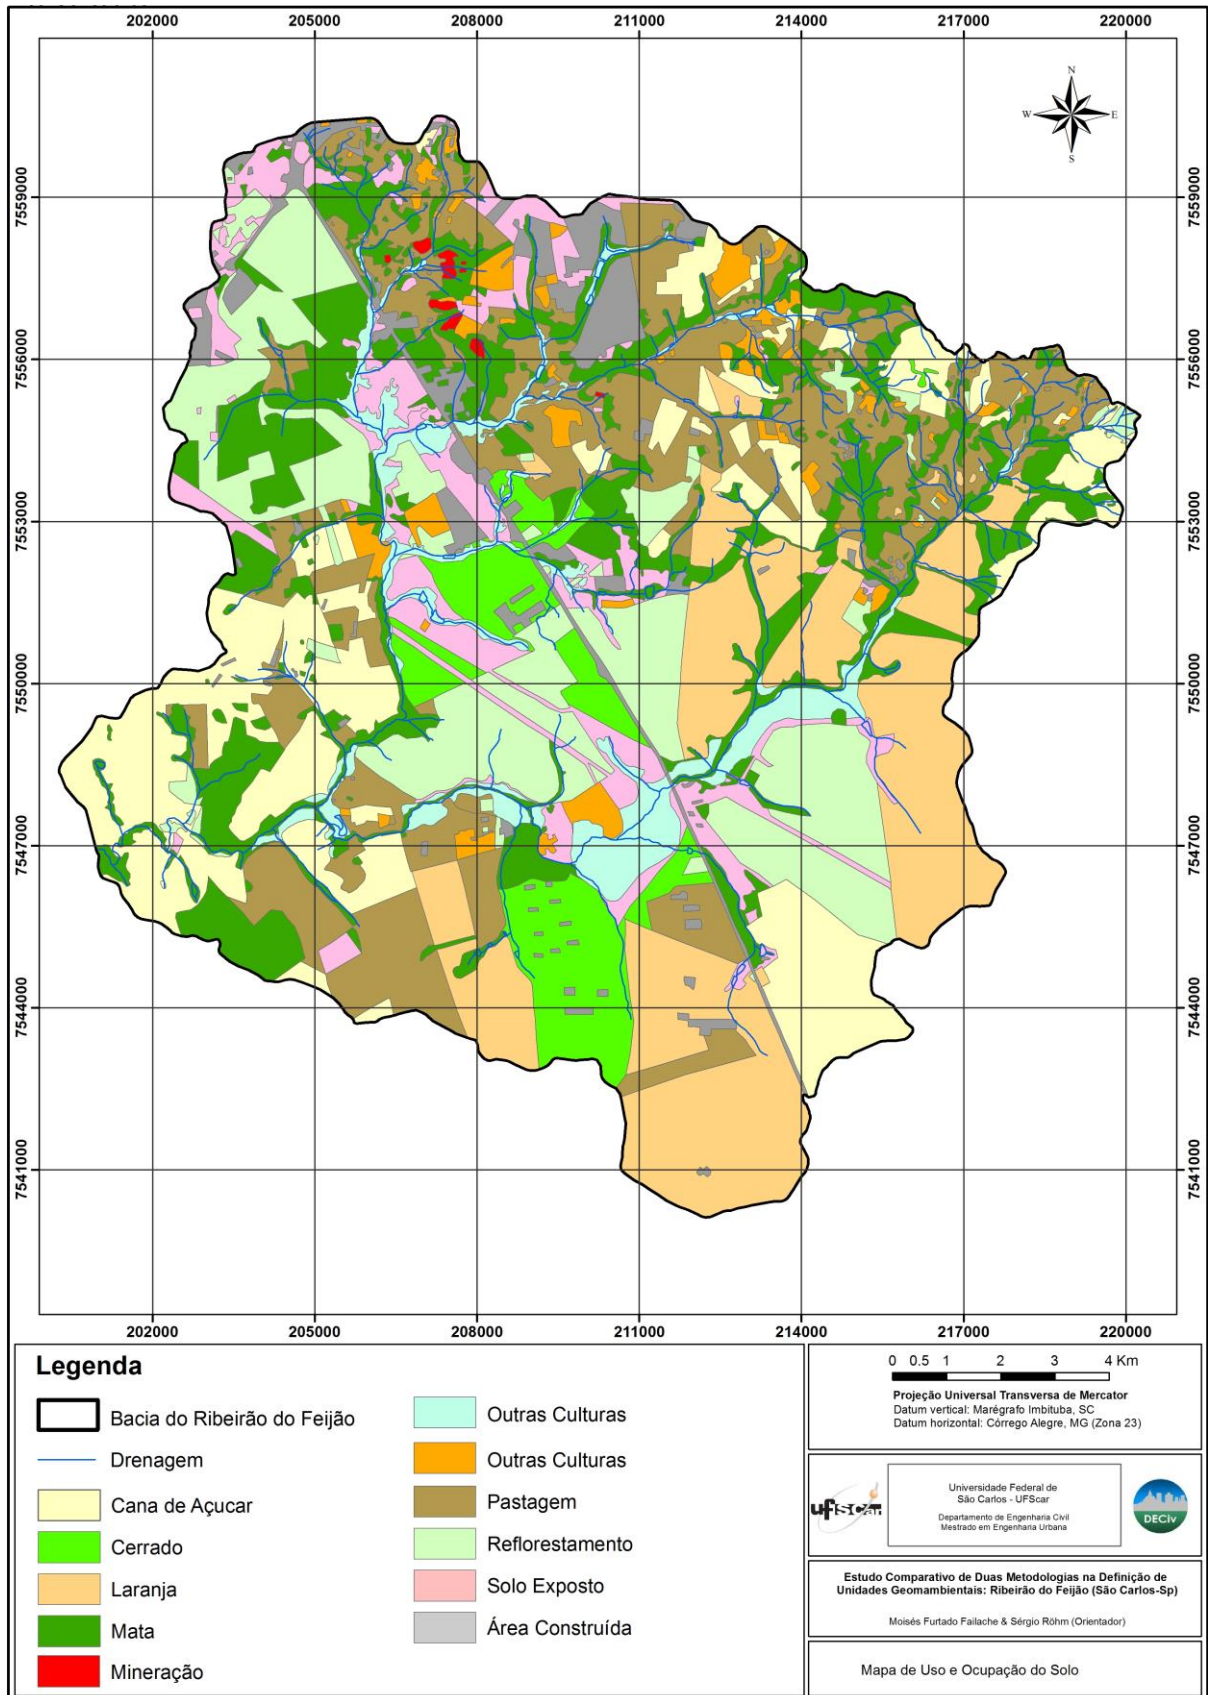 202000 205000 208000 211000 214000 217000 220000
N
W E
S
7559000 7559000
7556000 7556000
7553000 7553000
7550000 7550000
7547000 7547000
7544000 7544000
7541000 7541000
202000 205000 208000 211000 214000 217000 220000
Legenda
Bacia do Ribeirão do Feijão
Drenagem
Cana de Açucar
Cerrado
Laranja
Mata
Mineração
Outras Culturas
Outras Culturas
Pastagem
Reflorestamento
Solo Exposto
Área Construída
0 0.5 1 2 3 4 Km
Projeção Universal Transversa de Mercator
Datum vertical: Marégrafo Imbituba, SC
Datum horizontal: Córrego Alegre, MG (Zona 23)
ufscar
Universidade Federal de
São Carlos - UFScar
Departamento de Engenharia Civil
Mestrado em Engenharia Urbana
DECiv
Estudo Comparativo de Duas Metodologias na Definição de
Unidades Geomambientais: Ribeirão do Feijão (São Carlos-Sp)
Moisés Furtado Failache & Sérgio Röhm (Orientador)
Mapa de Uso e Ocupação do Solo